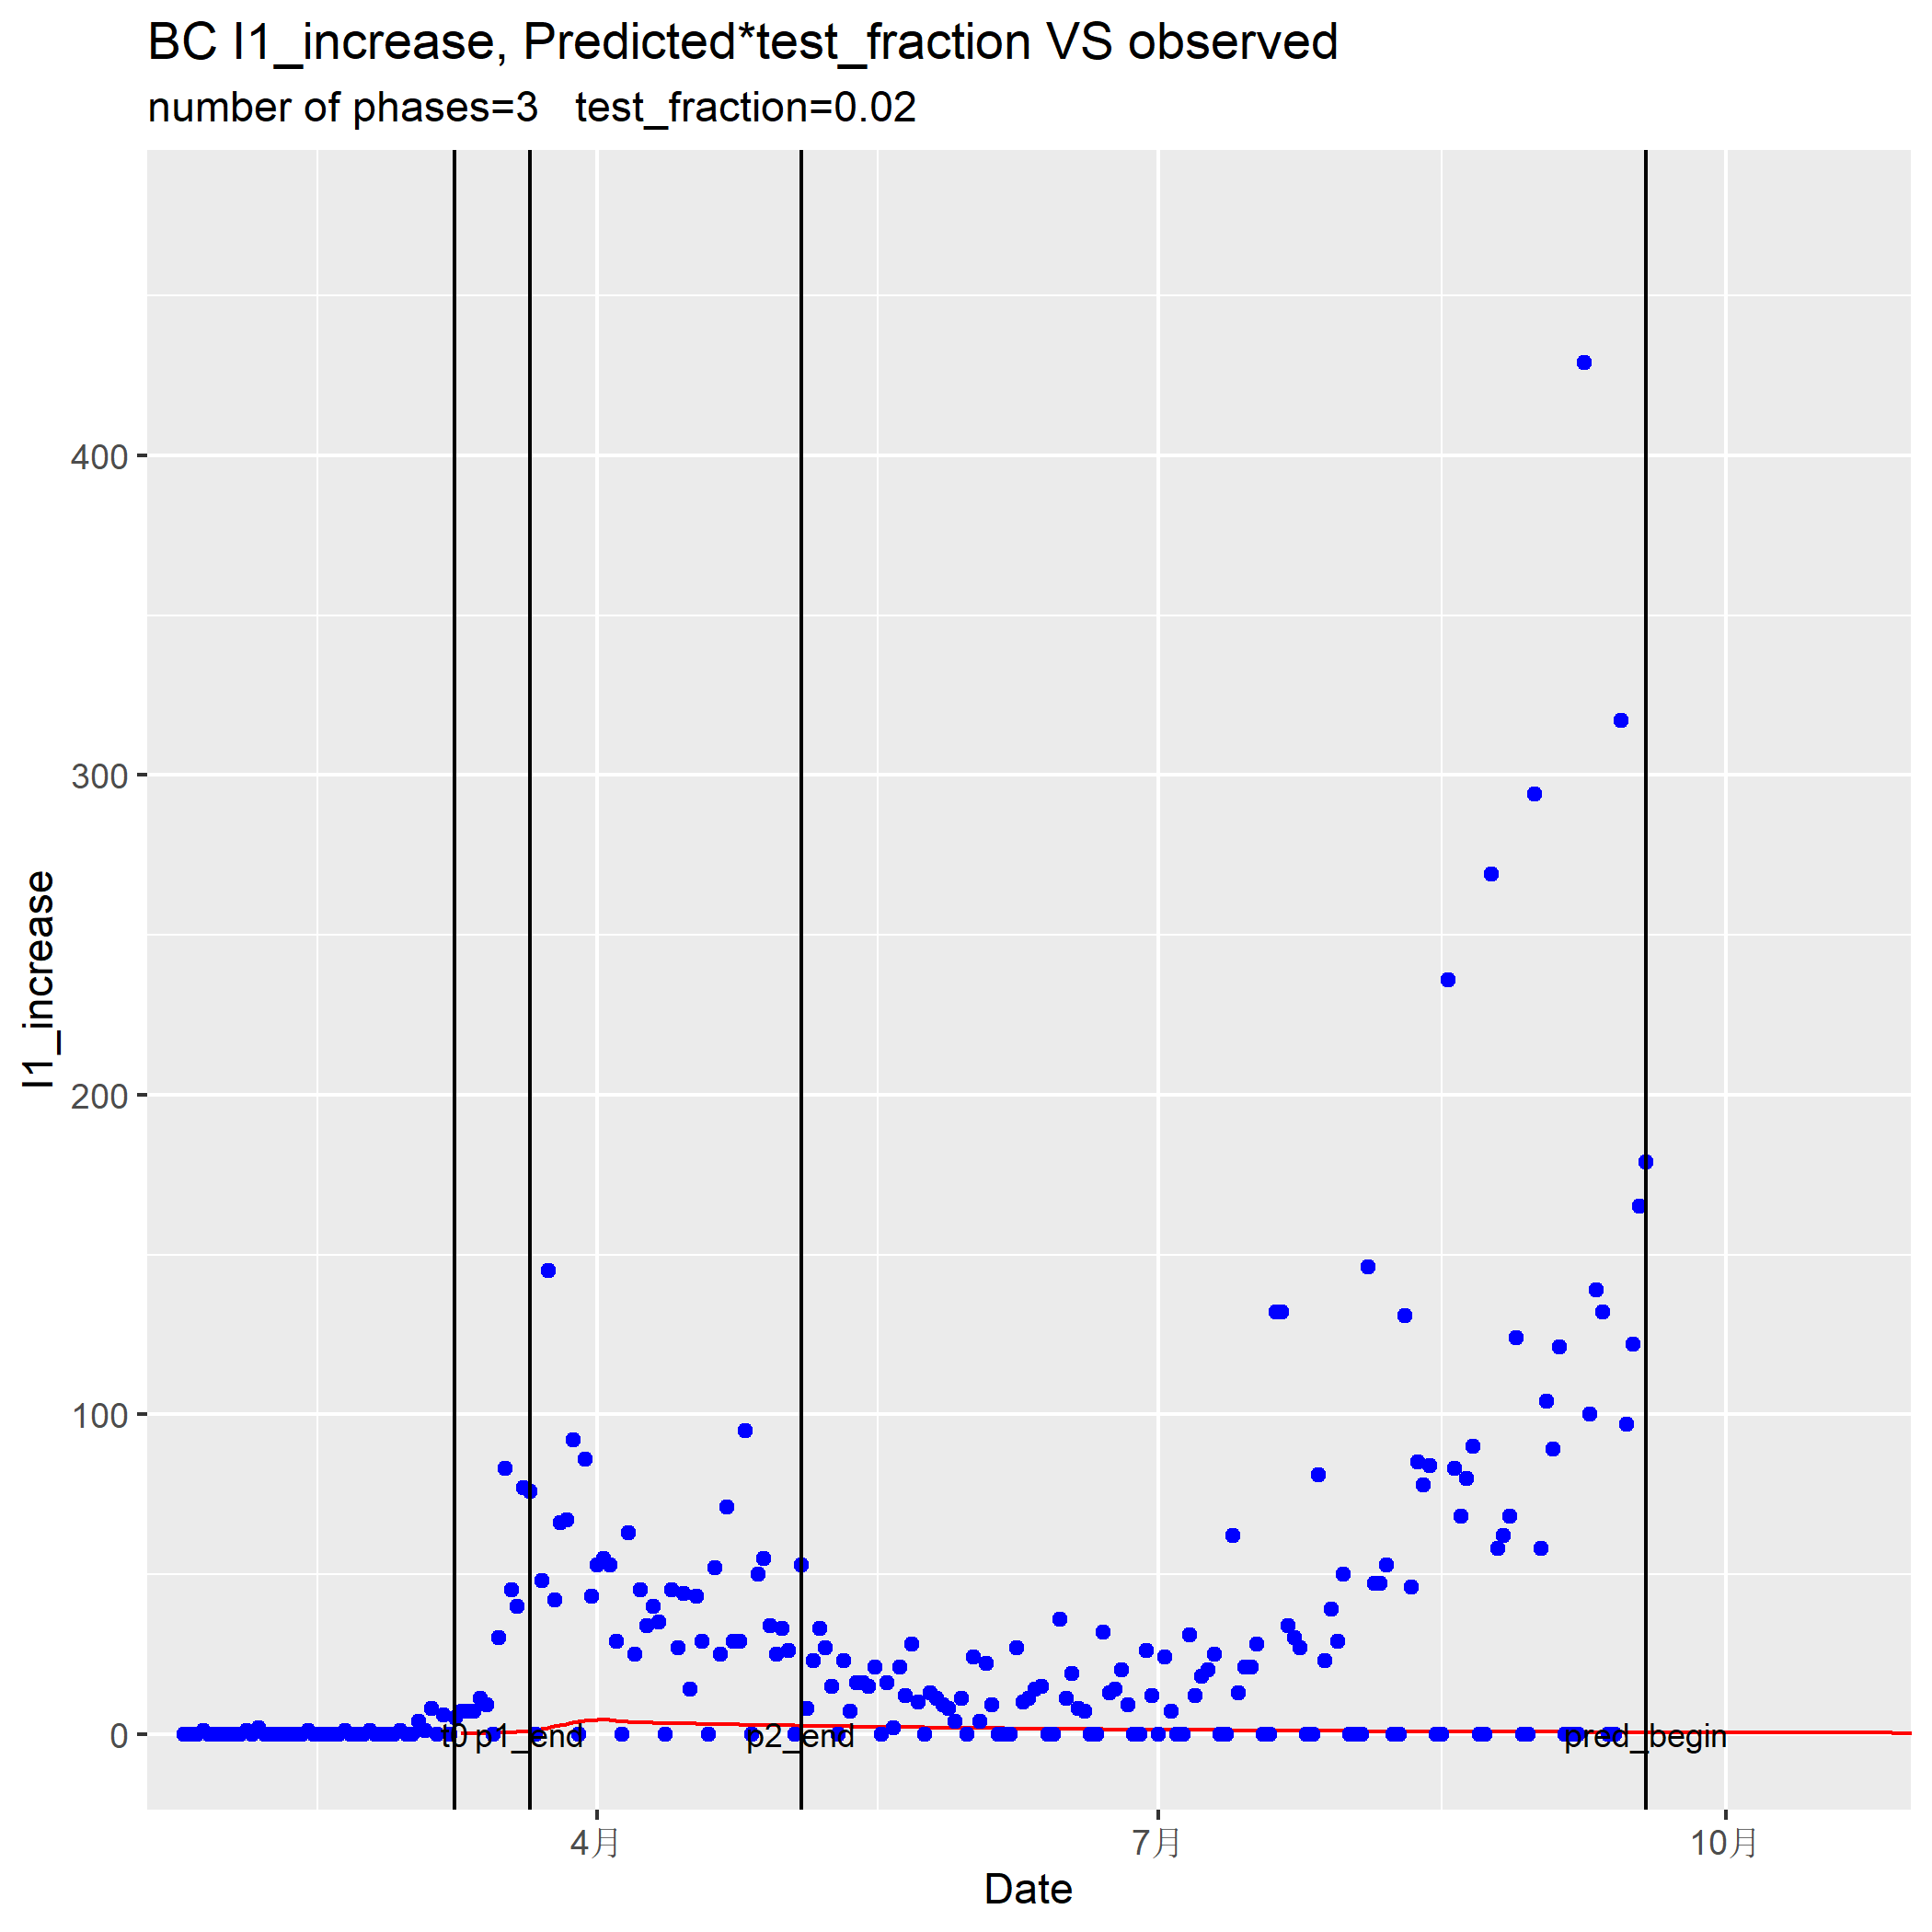 BC I1_increase, Predicted*test_fraction VS observed
number of phases=3   test_fraction=0.02
400
300
200
100
0
I1_increase
t0 p1_end p2_end pred_begin
4月 7月 10月
Date